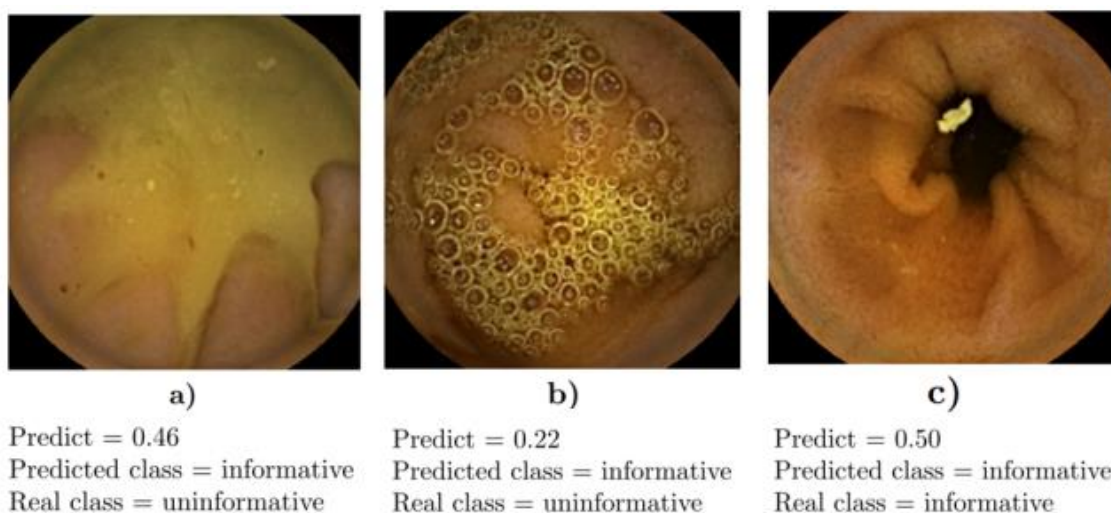 a)
Predict = 0.46
Predicted class = informative
Real class = uninformative
b)
Predict = 0.22
Predicted class = informative
Real class = uninformative
c)
Predict = 0.50
Predicted class = informative
Real class = informative